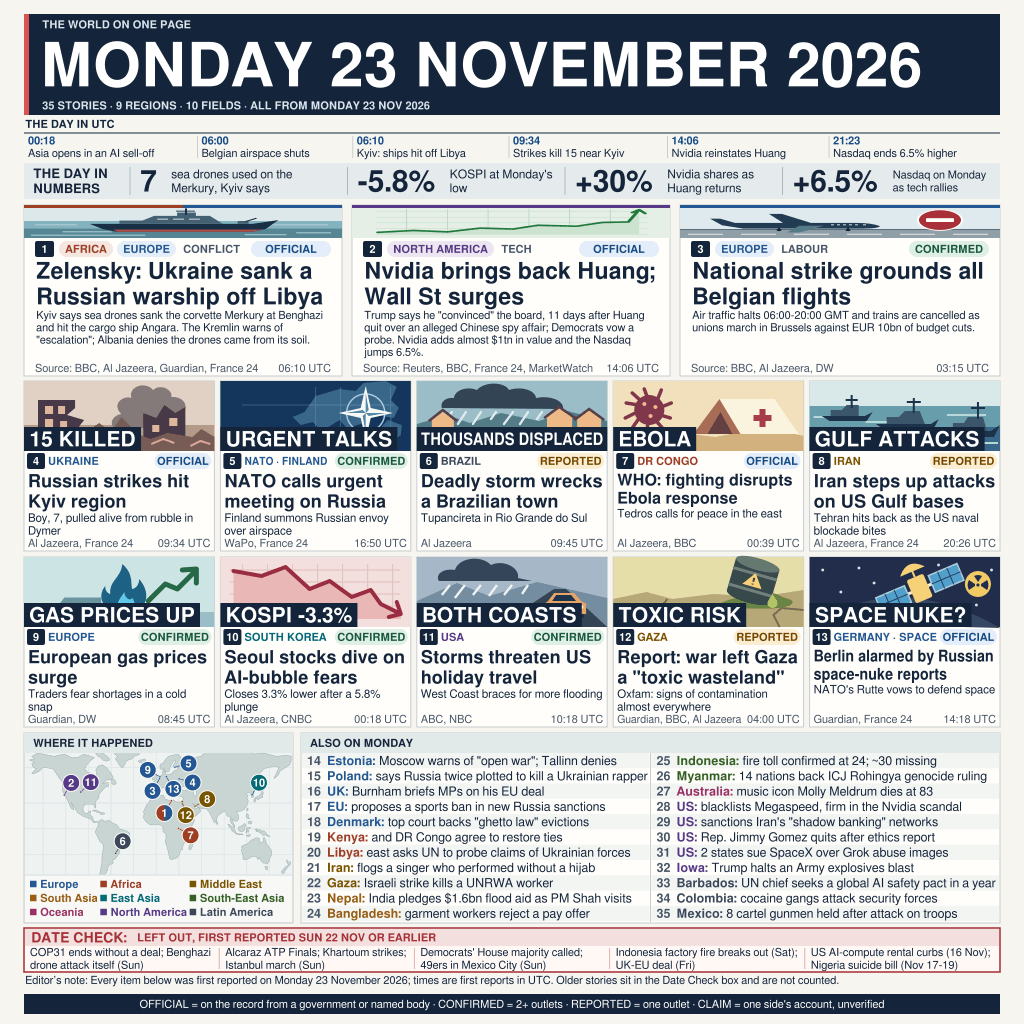 THE WORLD ON ONE PAGE
MONDAY 23 NOVEMBER 2026
35 STORIES · 9 REGIONS · 10 FIELDS · ALL FROM MONDAY 23 NOV 2026
THE DAY IN UTC
00:18
Asia opens in an AI sell-off
06:00
Belgian airspace shuts
06:10
Kyiv: ships hit off Libya
09:34
Strikes kill 15 near Kyiv
14:06
Nvidia reinstates Huang
21:23
Nasdaq ends 6.5% higher
THE DAY IN
NUMBERS
7
sea drones used on the
Merkury, Kyiv says
-5.8%
KOSPI at Monday's
low
+30%
Nvidia shares as
Huang returns
+6.5%
Nasdaq on Monday
as tech rallies
1 AFRICA EUROPE CONFLICT OFFICIAL
Zelensky: Ukraine sank a
Russian warship off Libya
Kyiv says sea drones sank the corvette Merkury at Benghazi
and hit the cargo ship Angara. The Kremlin warns of
"escalation"; Albania denies the drones came from its soil.
Source: BBC, Al Jazeera, Guardian, France 24 06:10 UTC
2 NORTH AMERICA TECH OFFICIAL
Nvidia brings back Huang;
Wall St surges
Trump says he "convinced" the board, 11 days after Huang
quit over an alleged Chinese spy affair; Democrats vow a
probe. Nvidia adds almost $1tn in value and the Nasdaq
jumps 6.5%.
Source: Reuters, BBC, France 24, MarketWatch 14:06 UTC
3 EUROPE LABOUR CONFIRMED
National strike grounds all
Belgian flights
Air traffic halts 06:00-20:00 GMT and trains are cancelled as
unions march in Brussels against EUR 10bn of budget cuts.
Source: BBC, Al Jazeera, DW 03:15 UTC
15 KILLED
4 UKRAINE OFFICIAL
Russian strikes hit
Kyiv region
Boy, 7, pulled alive from rubble in
Dymer
Al Jazeera, France 24 09:34 UTC
URGENT TALKS
5 NATO · FINLAND CONFIRMED
NATO calls urgent
meeting on Russia
Finland summons Russian envoy
over airspace
WaPo, France 24 16:50 UTC
THOUSANDS DISPLACED
6 BRAZIL REPORTED
Deadly storm wrecks
a Brazilian town
Tupancireta in Rio Grande do Sul
Al Jazeera 09:45 UTC
EBOLA
7 DR CONGO OFFICIAL
WHO: fighting disrupts
Ebola response
Tedros calls for peace in the east
Al Jazeera, BBC 00:39 UTC
GULF ATTACKS
8 IRAN REPORTED
Iran steps up attacks
on US Gulf bases
Tehran hits back as the US naval
blockade bites
Al Jazeera, France 24 20:26 UTC
GAS PRICES UP
9 EUROPE CONFIRMED
European gas prices
surge
Traders fear shortages in a cold
snap
Guardian, DW 08:45 UTC
KOSPI -3.3%
10 SOUTH KOREA CONFIRMED
Seoul stocks dive on
AI-bubble fears
Closes 3.3% lower after a 5.8%
plunge
Al Jazeera, CNBC 00:18 UTC
BOTH COASTS
11 USA CONFIRMED
Storms threaten US
holiday travel
West Coast braces for more flooding
ABC, NBC 10:18 UTC
TOXIC RISK
12 GAZA REPORTED
Report: war left Gaza
a "toxic wasteland"
Oxfam: signs of contamination
almost everywhere
Guardian, BBC, Al Jazeera 04:00 UTC
SPACE NUKE?
13 GERMANY · SPACE OFFICIAL
Berlin alarmed by Russian
space-nuke reports
NATO's Rutte vows to defend space
Guardian, France 24 14:18 UTC
WHERE IT HAPPENED
5
9
2 11
3 13 4
10
8
1 12
7
6
Europe Africa Middle East
South Asia East Asia South-East Asia
Oceania North America Latin America
ALSO ON MONDAY
14 Estonia: Moscow warns of "open war"; Tallinn denies
15 Poland: says Russia twice plotted to kill a Ukrainian rapper
16 UK: Burnham briefs MPs on his EU deal
17 EU: proposes a sports ban in new Russia sanctions
18 Denmark: top court backs "ghetto law" evictions
19 Kenya: and DR Congo agree to restore ties
20 Libya: east asks UN to probe claims of Ukrainian forces
21 Iran: flogs a singer who performed without a hijab
22 Gaza: Israeli strike kills a UNRWA worker
23 Nepal: India pledges $1.6bn flood aid as PM Shah visits
24 Bangladesh: garment workers reject a pay offer
25 Indonesia: fire toll confirmed at 24; ~30 missing
26 Myanmar: 14 nations back ICJ Rohingya genocide ruling
27 Australia: music icon Molly Meldrum dies at 83
28 US: blacklists Megaspeed, firm in the Nvidia scandal
29 US: sanctions Iran's "shadow banking" networks
30 US: Rep. Jimmy Gomez quits after ethics report
31 US: 2 states sue SpaceX over Grok abuse images
32 Iowa: Trump halts an Army explosives blast
33 Barbados: UN chief seeks a global AI safety pact in a year
34 Colombia: cocaine gangs attack security forces
35 Mexico: 8 cartel gunmen held after attack on troops
DATE CHECK: LEFT OUT, FIRST REPORTED SUN 22 NOV OR EARLIER
COP31 ends without a deal; Benghazi
drone attack itself (Sun)
Alcaraz ATP Finals; Khartoum strikes;
Istanbul march (Sun)
Democrats' House majority called;
49ers in Mexico City (Sun)
Indonesia factory fire breaks out (Sat);
UK-EU deal (Fri)
US AI-compute rental curbs (16 Nov);
Nigeria suicide bill (Nov 17-19)
Editor's note: Every item below was first reported on Monday 23 November 2026; times are first reports in UTC. Older stories sit in the Date Check box and are not counted.
OFFICIAL = on the record from a government or named body · CONFIRMED = 2+ outlets · REPORTED = one outlet · CLAIM = one side's account, unverified